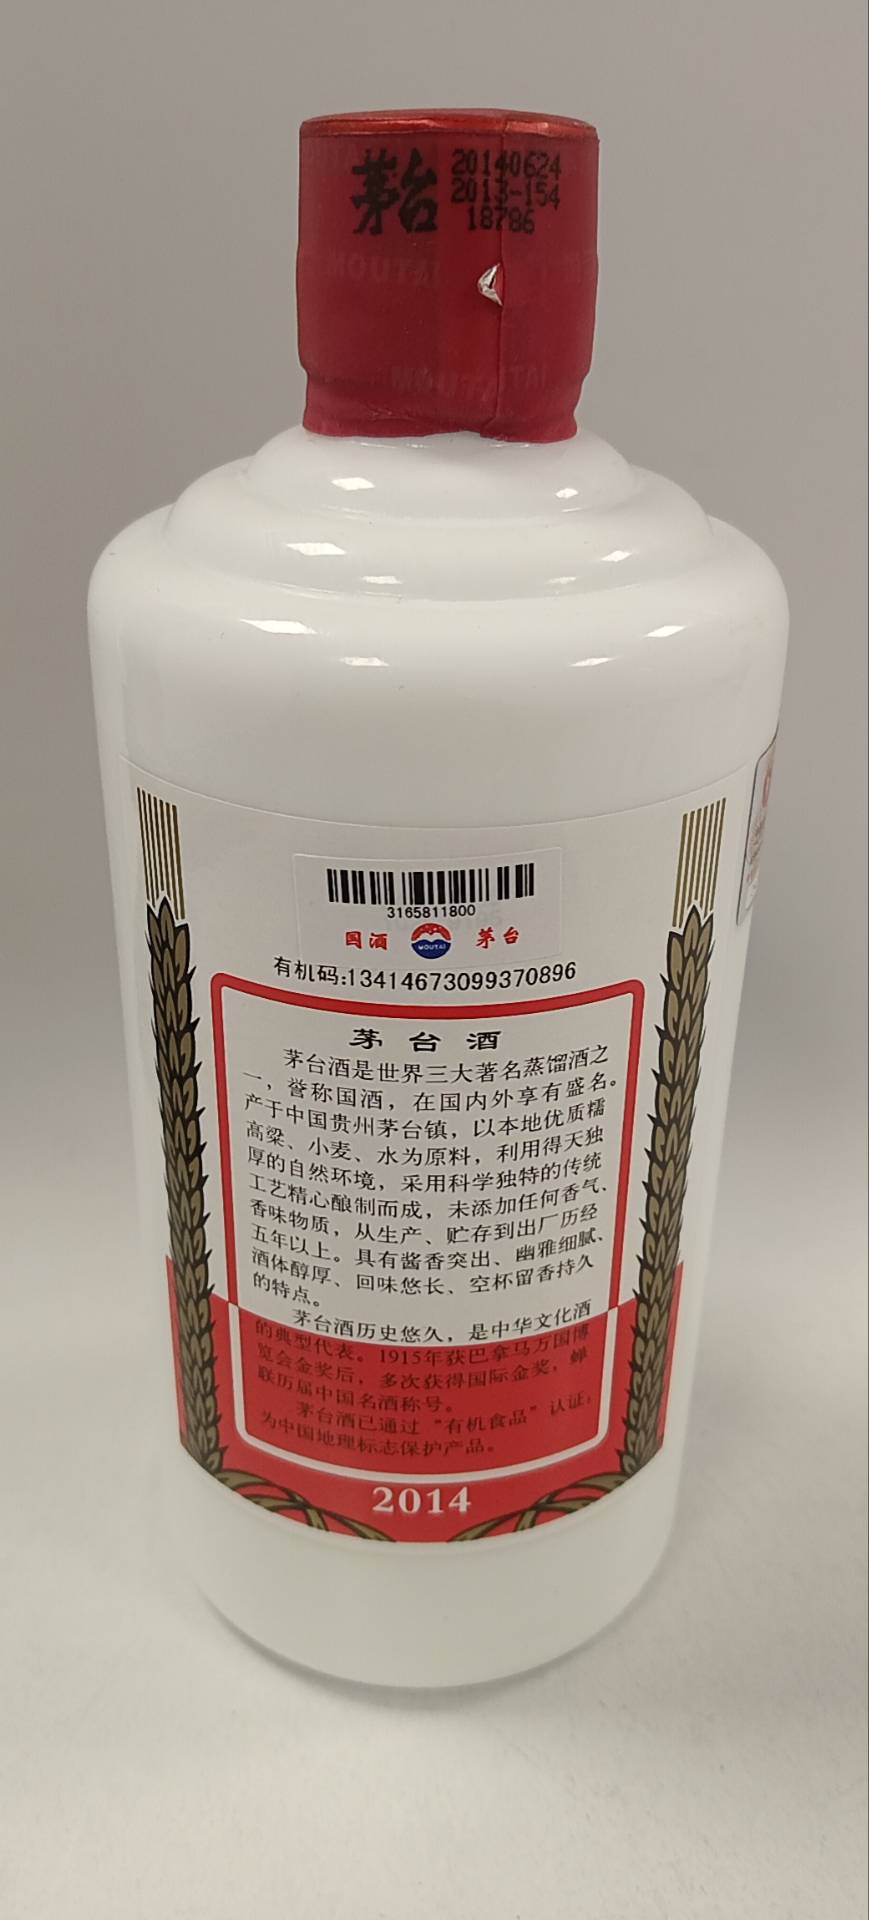 茅台
20140624
2013-154
18786
3165811800
国酒 MOUTAI 茅台
有机码:13414673099370896
茅台酒
茅台酒是世界三大著名蒸馏酒之
一，誉称国酒，在国内外享有盛名。
产于中国贵州茅台镇，以本地优质糯
高粱、小麦、水为原料，利用得天独
厚的自然环境，采用科学独特的传统
工艺精心酿制而成，未添加任何香气、
香味物质，从生产、贮存到出厂历经
五年以上。具有酱香突出、幽雅细腻、
酒体醇厚、回味悠长、空杯留香持久
的特点。
茅台酒历史悠久，是中华文化酒
的典型代表。1915年获巴拿马万国博
览会金奖后，多次获得国际金奖，蝉
联历届中国名酒称号。
茅台酒已通过“有机食品”认证；
为中国地理标志保护产品。
2014